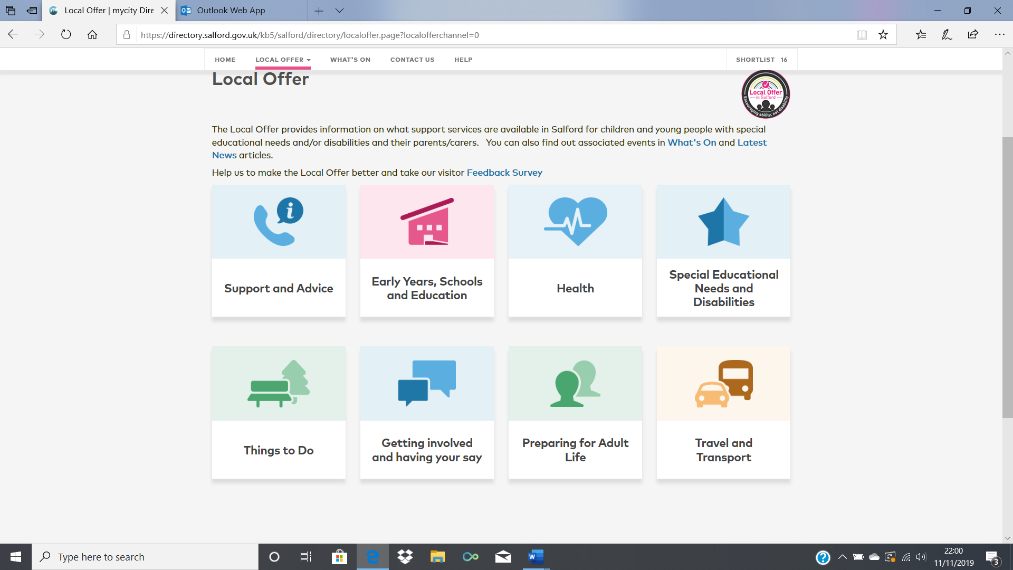 Local Offer | mycity Dire
Outlook Web App
https://directory.salford.gov.uk/kb5/salford/directory/localoffer.page?localofferchannel=0
HOME LOCAL OFFER WHAT'S ON CONTACT US HELP SHORTLIST 16
Local Offer
Local Offer
The Local Offer provides information on what support services are available in Salford for children and young people with special
educational needs and/or disabilities and their parents/carers. You can also find out associated events in What's On and Latest
News articles.
Help us to make the Local Offer better and take our visitor Feedback Survey
Support and Advice
Early Years, Schools
and Education
Health
Special Educational
Needs and
Disabilities
Things to Do
Getting involved
and having your say
Preparing for Adult
Life
Travel and
Transport
Type here to search
22:00
11/11/2019
3